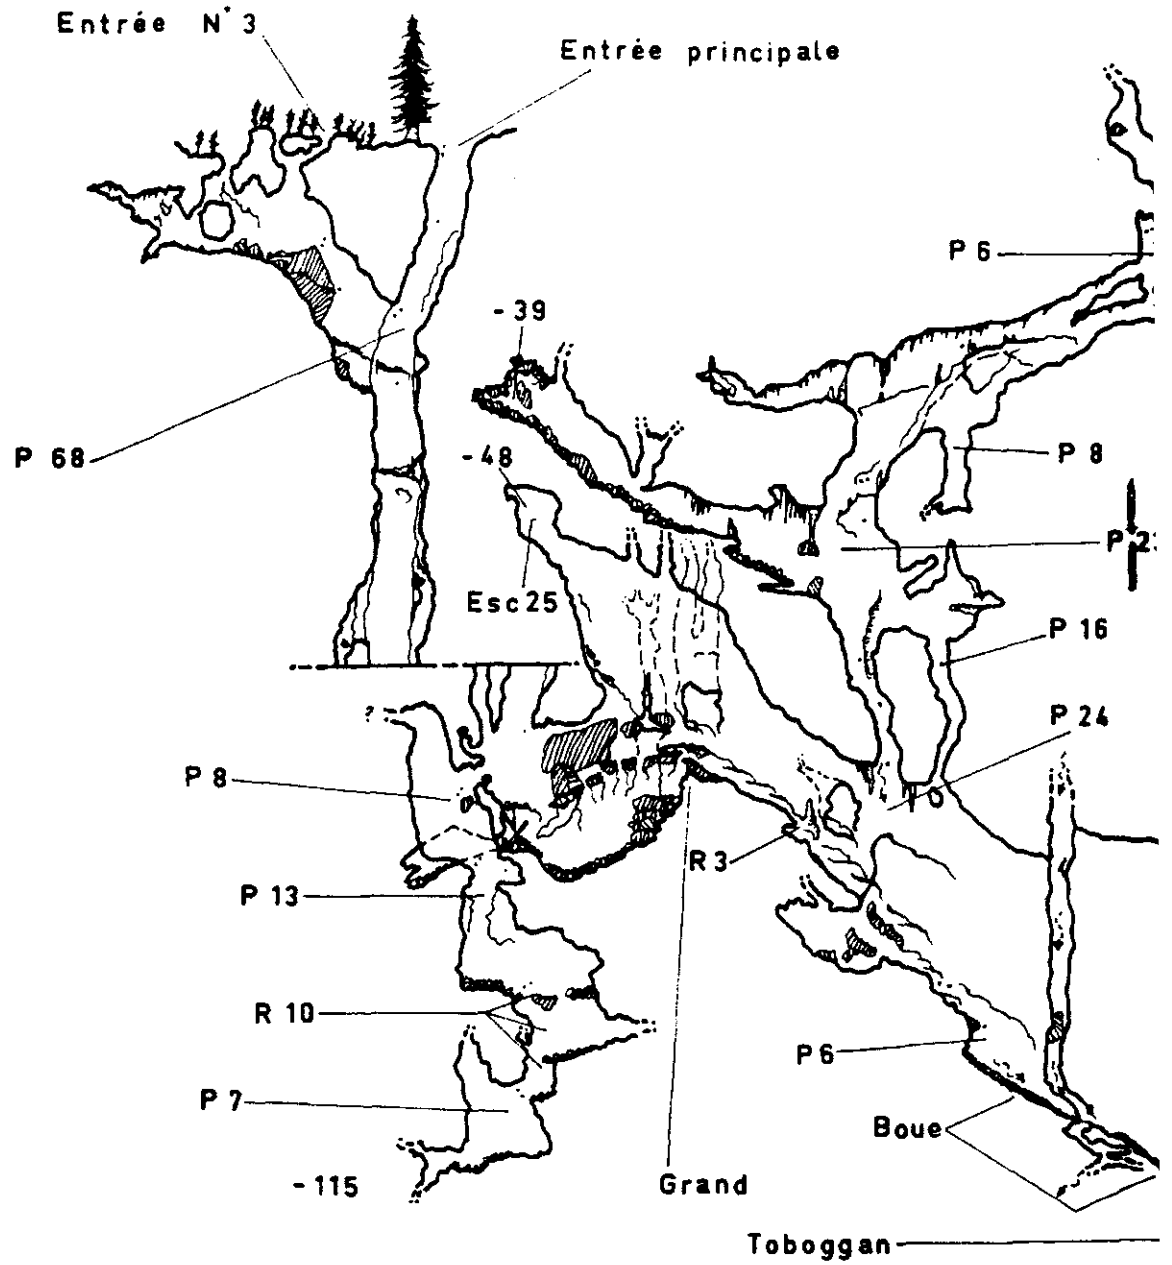 Entrée N° 3
Entrée principale
P 6
- 39
P 68
- 48
P 8
Esc 25
P 16
P 24
P 8
R 3
P 13
R 10
P 6
P 7
Boue
- 115
Grand
Toboggan